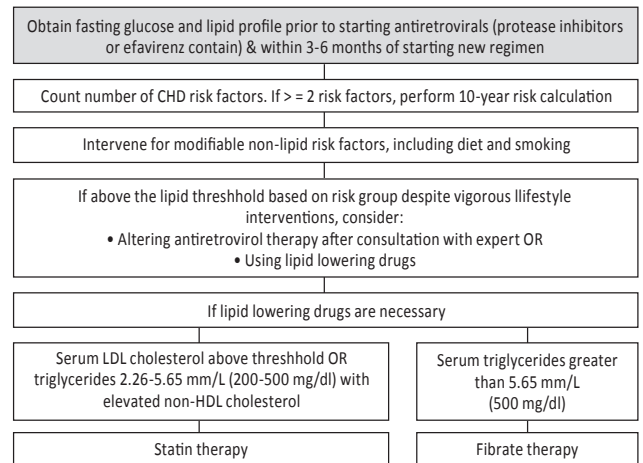 Obtain fasting glucose and lipid profile prior to starting antiretrovirals (protease inhibitors
or efavirenz contain) & within 3-6 months of starting new regimen
Count number of CHD risk factors. If > = 2 risk factors, perform 10-year risk calculation
Intervene for modifiable non-lipid risk factors, including diet and smoking
If above the lipid threshhold based on risk group despite vigorous llifestyle
interventions, consider:
• Altering antiretrovirol therapy after consultation with expert OR
• Using lipid lowering drugs
If lipid lowering drugs are necessary
Serum LDL cholesterol above threshhold OR
triglycerides 2.26-5.65 mm/L (200-500 mg/dl) with
elevated non-HDL cholesterol
Serum triglycerides greater
than 5.65 mm/L
(500 mg/dl)
Statin therapy
Fibrate therapy